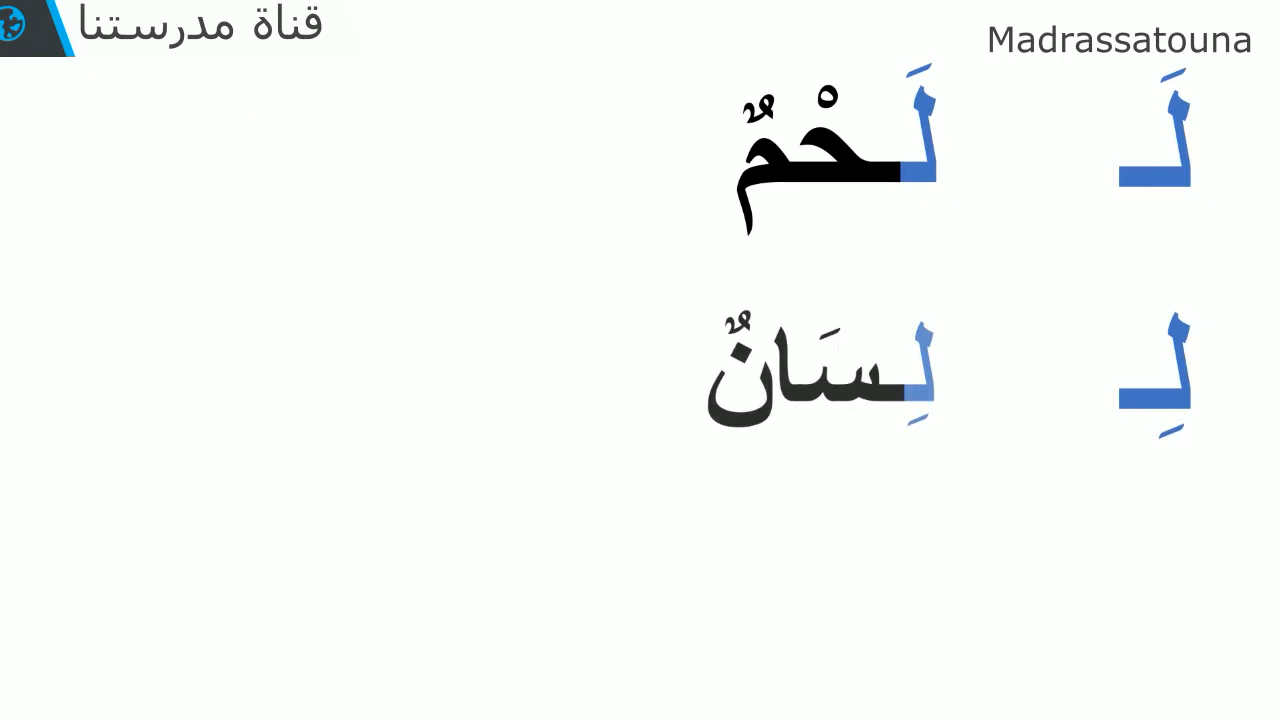 قناة مدرستنا
Madrassatouna
لَـ لَحْمٌ
لِـ لِسَانٌ